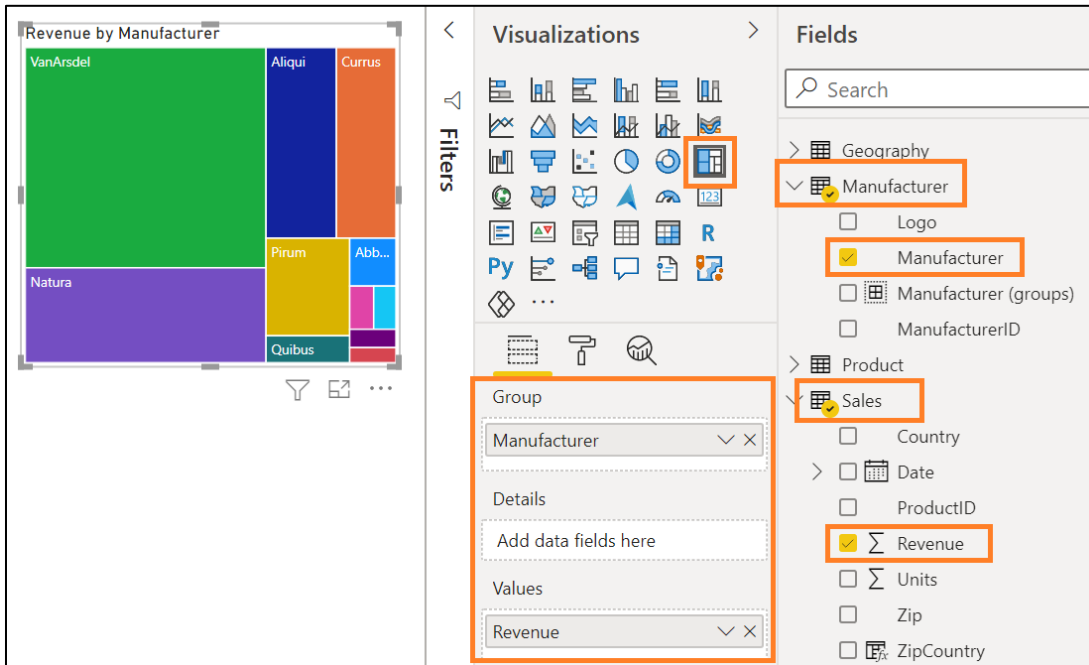 Revenue by Manufacturer
VanArsdel
Aliqui
Currus
Natura
Pirum
Abb...
Quibus
Filters
Visualizations
123
R
Py
Group
Manufacturer
Details
Add data fields here
Values
Revenue
Fields
Search
Geography
Manufacturer
Logo
Manufacturer
Manufacturer (groups)
ManufacturerID
Product
Sales
Country
Date
ProductID
Revenue
Units
Zip
ZipCountry